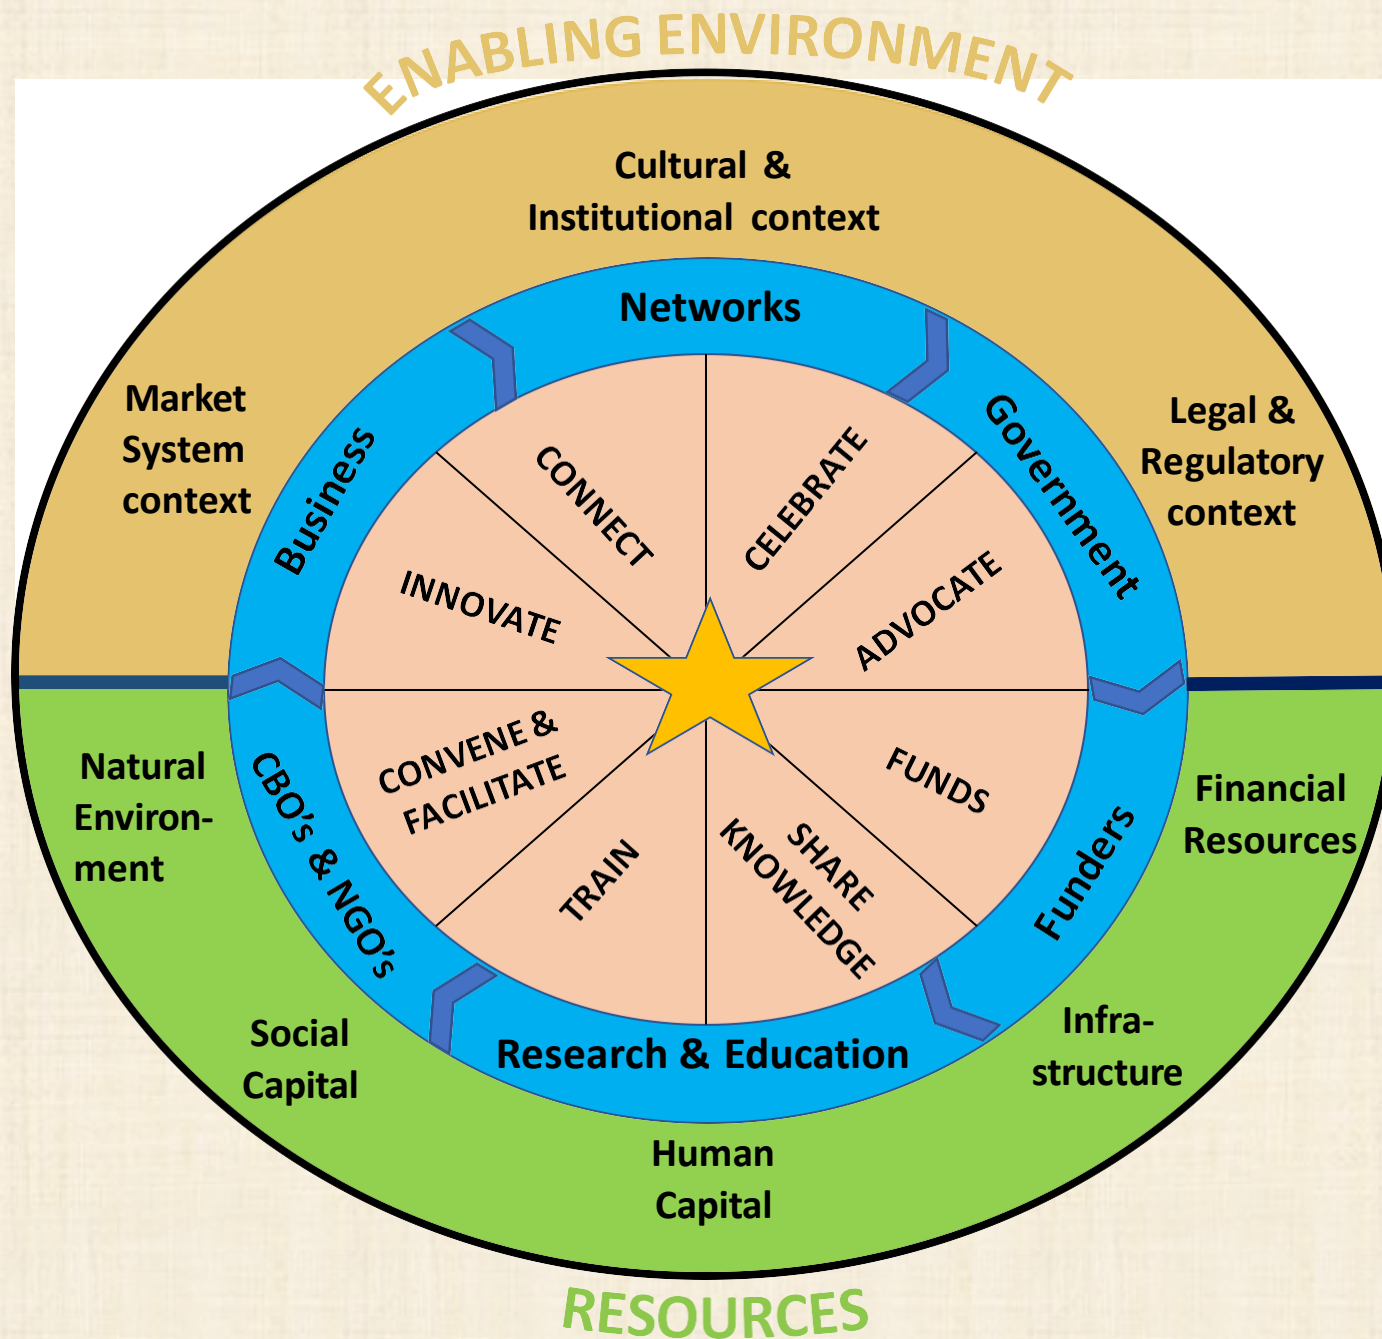 ENABLING ENVIRONMENT
Cultural &
Institutional context
Networks
Market
System
context
Legal &
Regulatory
context
Business
Government
CONNECT
CELEBRATE
INNOVATE
ADVOCATE
CONVENE &
FACILITATE
FUNDS
TRAIN
SHARE
KNOWLEDGE
Natural
Environ-
ment
CBO's & NGO's
Funders
Financial
Resources
Social
Capital
Research & Education
Infra-
structure
Human
Capital
RESOURCES